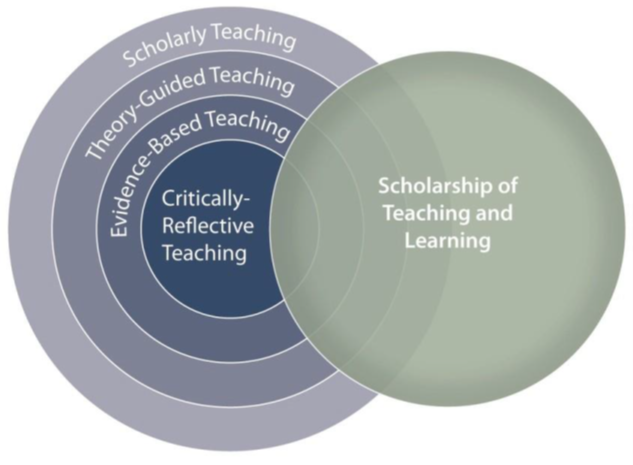 Scholarly Teaching
Theory-Guided Teaching
Evidence-Based Teaching
Critically-
Reflective
Teaching
Scholarship of
Teaching and
Learning